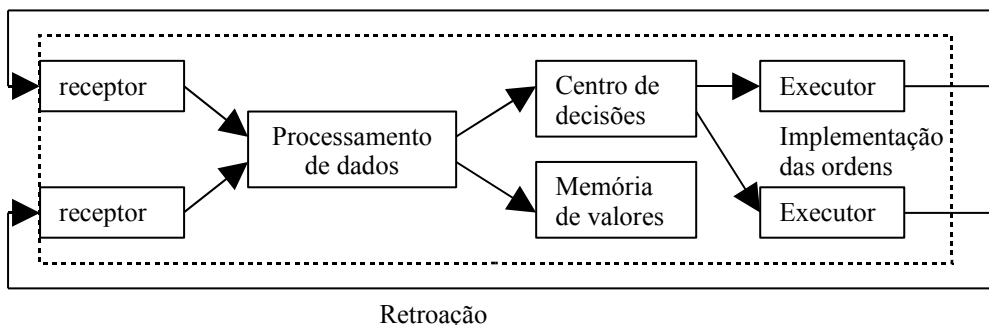 receptor
Centro de
decisões
Executor
Processamento
de dados
Implementação
das ordens
receptor
Memória
de valores
Executor
Retroação